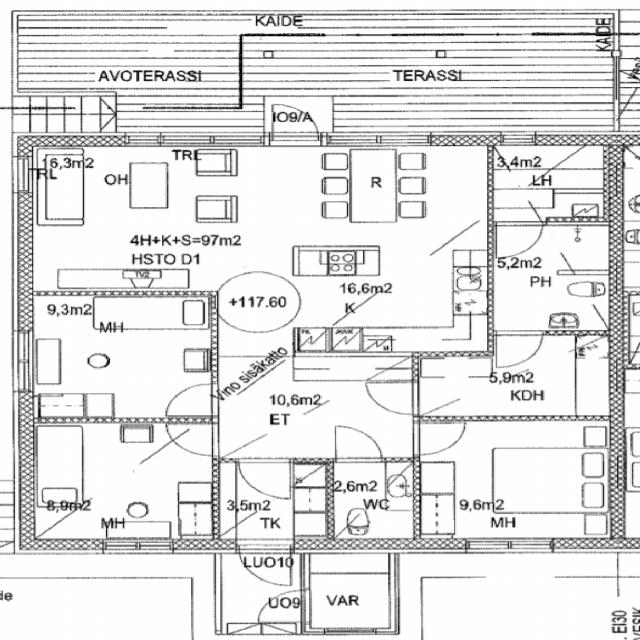 KAIDE
KAIDE
AVOTERASSI
TERASSI
IO9/A
16,3m2
TRL
TRL
OH
R
3,4m2
LH
4H+K+S=97m2
HSTO D1
TV2
5,2m2
PH
16,6m2
K
+117.60
9,3m2
MH
Vino sisäkatto
5,9m2
KDH
10,6m2
ET
8,9m2
MH
3,5m2
TK
2,6m2
WC
9,6m2
MH
LUO10
UO9
VAR
EI30